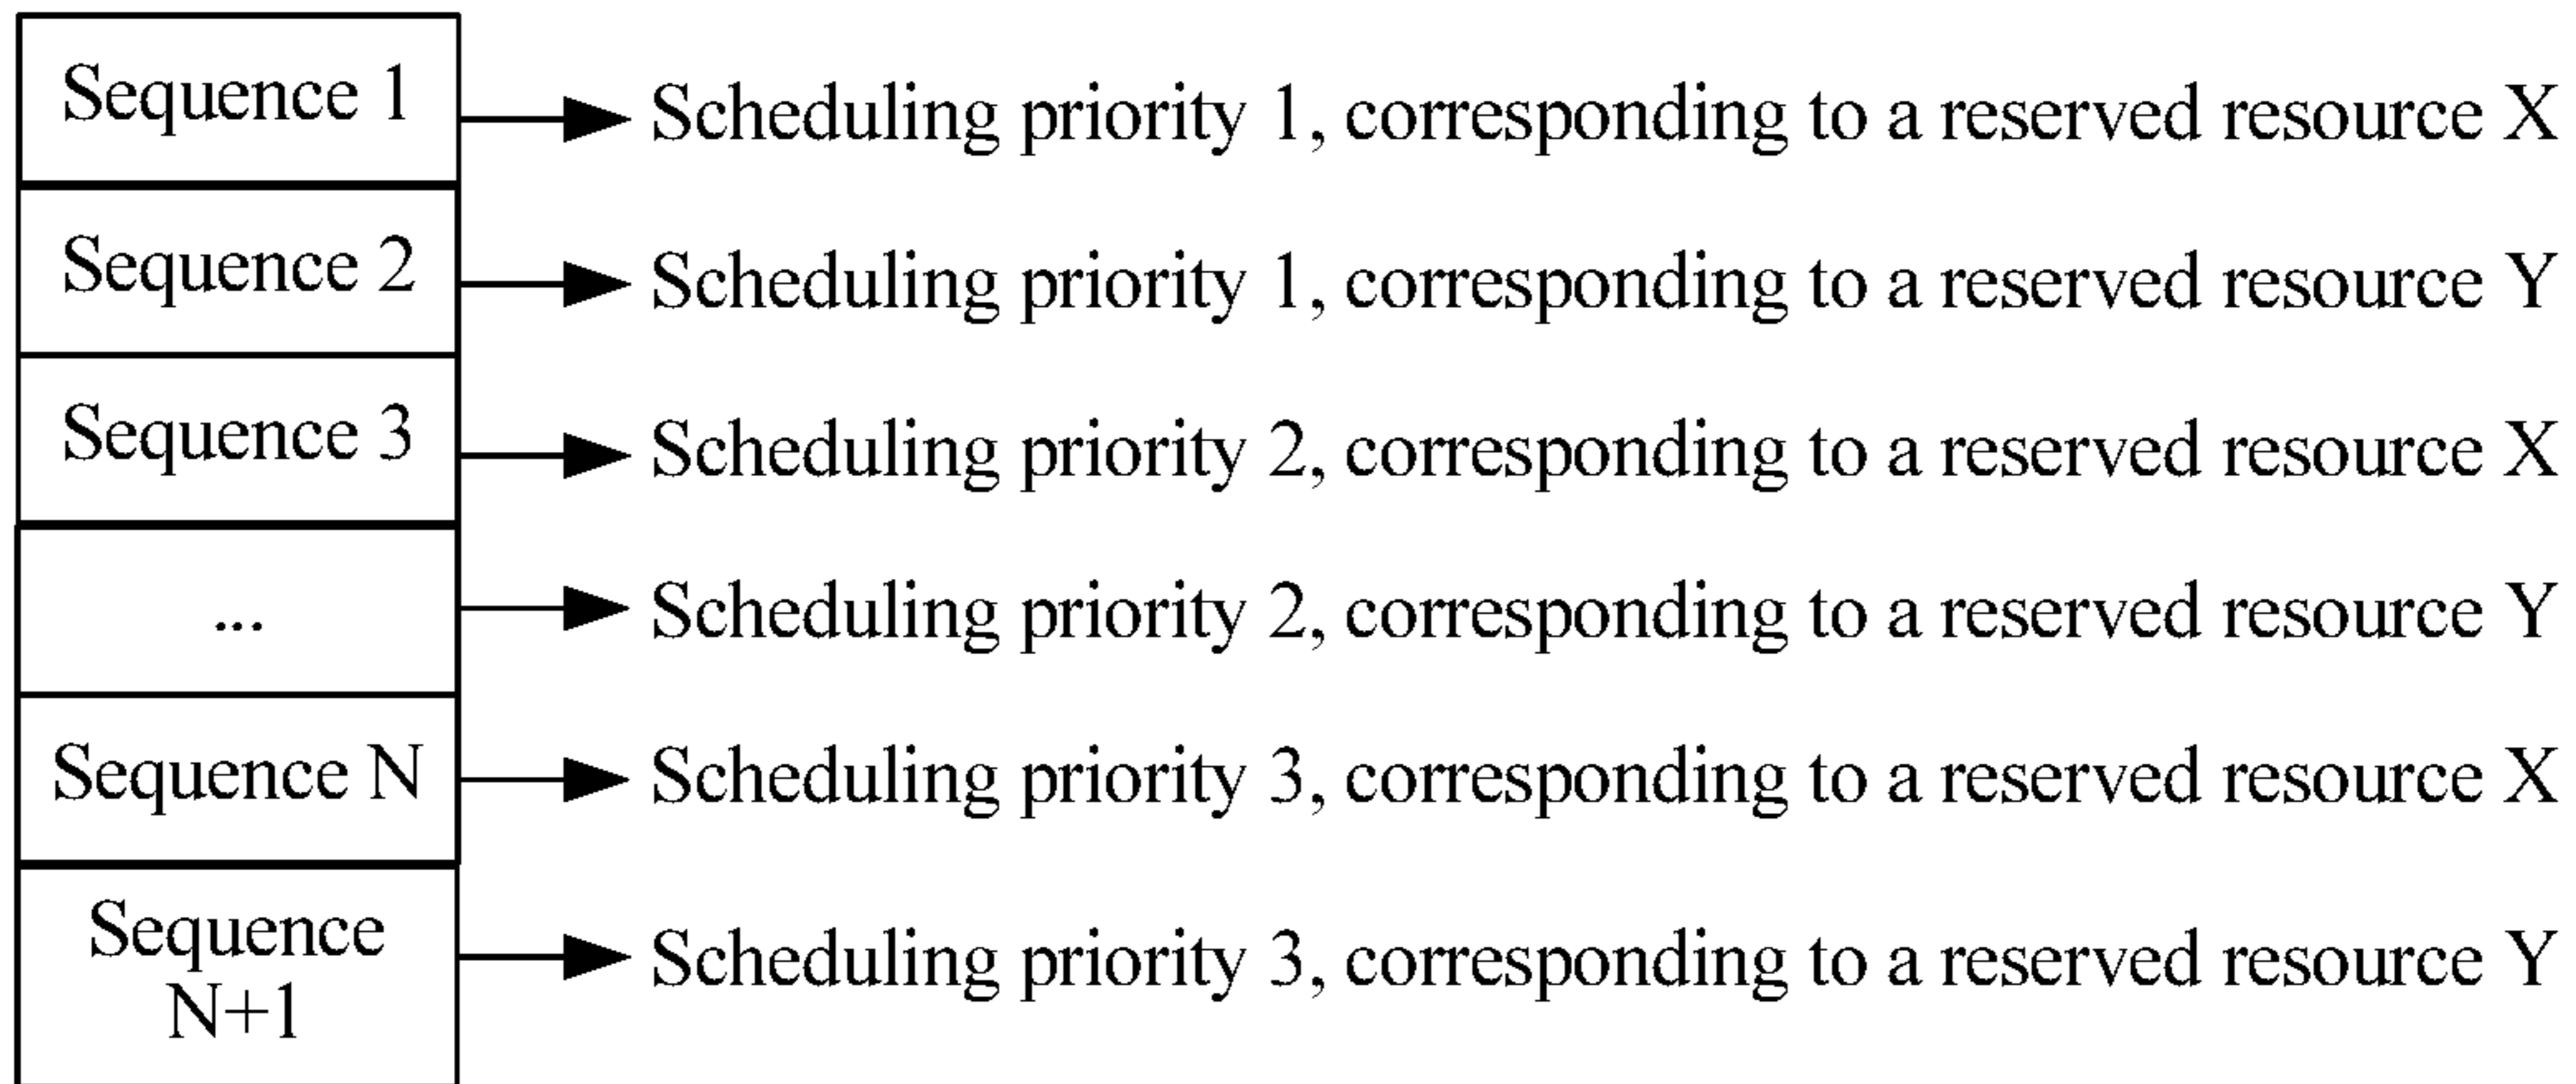 Sequence 1
Scheduling priority 1, corresponding to a reserved resource X
Sequence 2
Scheduling priority 1, corresponding to a reserved resource Y
Sequence 3
Scheduling priority 2, corresponding to a reserved resource X
...
Scheduling priority 2, corresponding to a reserved resource Y
Sequence N
Scheduling priority 3, corresponding to a reserved resource X
Sequence
N+1
Scheduling priority 3, corresponding to a reserved resource Y